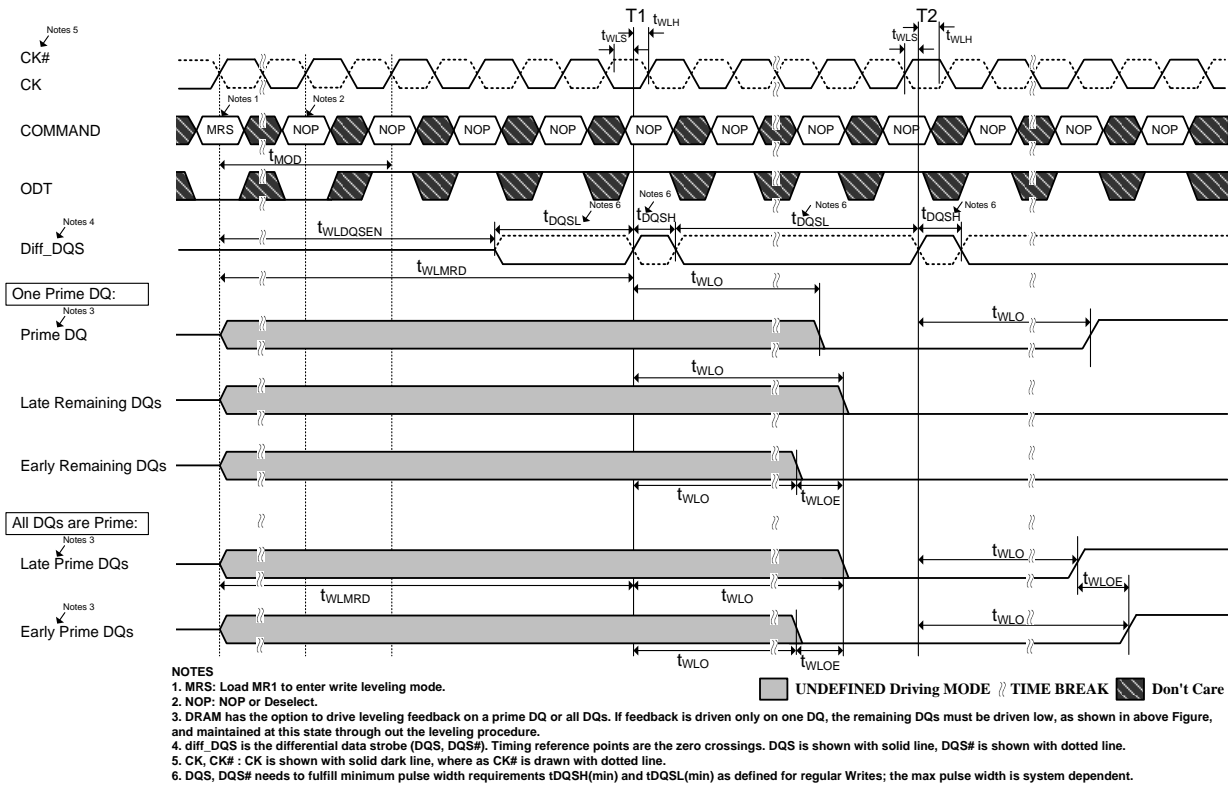 T1
T2
Notes 5
tWLS
tWLH
tWLS
tWLH
CK#
CK
Notes 1
Notes 2
COMMAND
MRS
NOP
NOP
NOP
NOP
NOP
NOP
NOP
NOP
NOP
NOP
NOP
tMOD
ODT
Notes 6
Notes 6
Notes 6
Notes 6
Notes 4
tDQSL
tDQSH
tDQSL
tDQSH
tWLDQSEN
Diff_DQS
tWLMRD
tWLO
One Prime DQ:
Notes 3
tWLO
Prime DQ
tWLO
Late Remaining DQs
Early Remaining DQs
tWLO
tWLOE
All DQs are Prime:
Notes 3
tWLO
Late Prime DQs
tWLOE
tWLMRD
tWLO
Notes 3
tWLO
Early Prime DQs
tWLO
tWLOE
NOTES
1. MRS: Load MR1 to enter write leveling mode.
UNDEFINED Driving MODE
TIME BREAK
Don't Care
2. NOP: NOP or Deselect.
3. DRAM has the option to drive leveling feedback on a prime DQ or all DQs. If feedback is driven only on one DQ, the remaining DQs must be driven low, as shown in above Figure,
and maintained at this state through out the leveling procedure.
4. diff_DQS is the differential data strobe (DQS, DQS#). Timing reference points are the zero crossings. DQS is shown with solid line, DQS# is shown with dotted line.
5. CK, CK# : CK is shown with solid dark line, where as CK# is drawn with dotted line.
6. DQS, DQS# needs to fulfill minimum pulse width requirements tDQSH(min) and tDQSL(min) as defined for regular Writes; the max pulse width is system dependent.